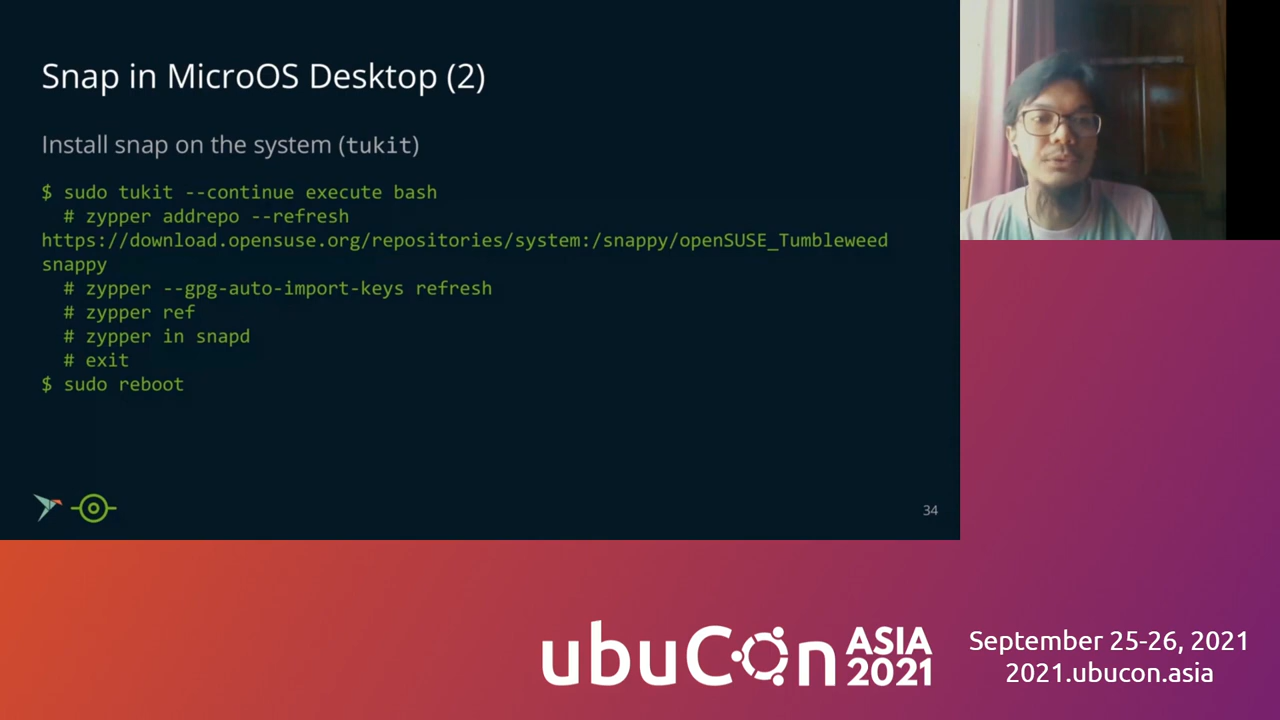 Snap in MicroOS Desktop (2)
Install snap on the system (tukit)
$ sudo tukit --continue execute bash
# zypper addrepo --refresh
https://download.opensuse.org/repositories/system:/snappy/openSUSE_Tumbleweed
snappy
# zypper --gpg-auto-import-keys refresh
# zypper ref
# zypper in snapd
# exit
$ sudo reboot
34
ubuCon ASIA 2021
September 25-26, 2021
2021.ubucon.asia